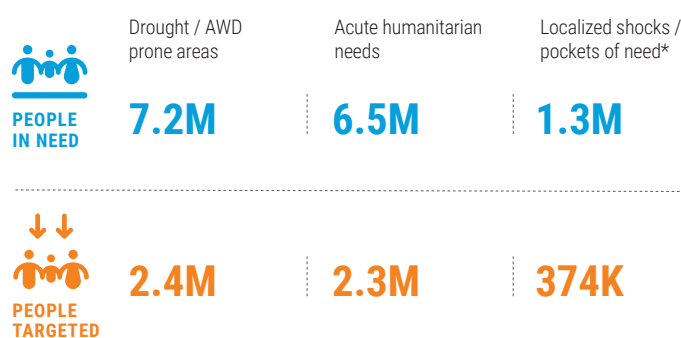 Drought / AWD
prone areas
Acute humanitarian
needs
Localized shocks /
pockets of need*
PEOPLE
IN NEED
7.2M
6.5M
1.3M
PEOPLE
TARGETED
2.4M
2.3M
374K